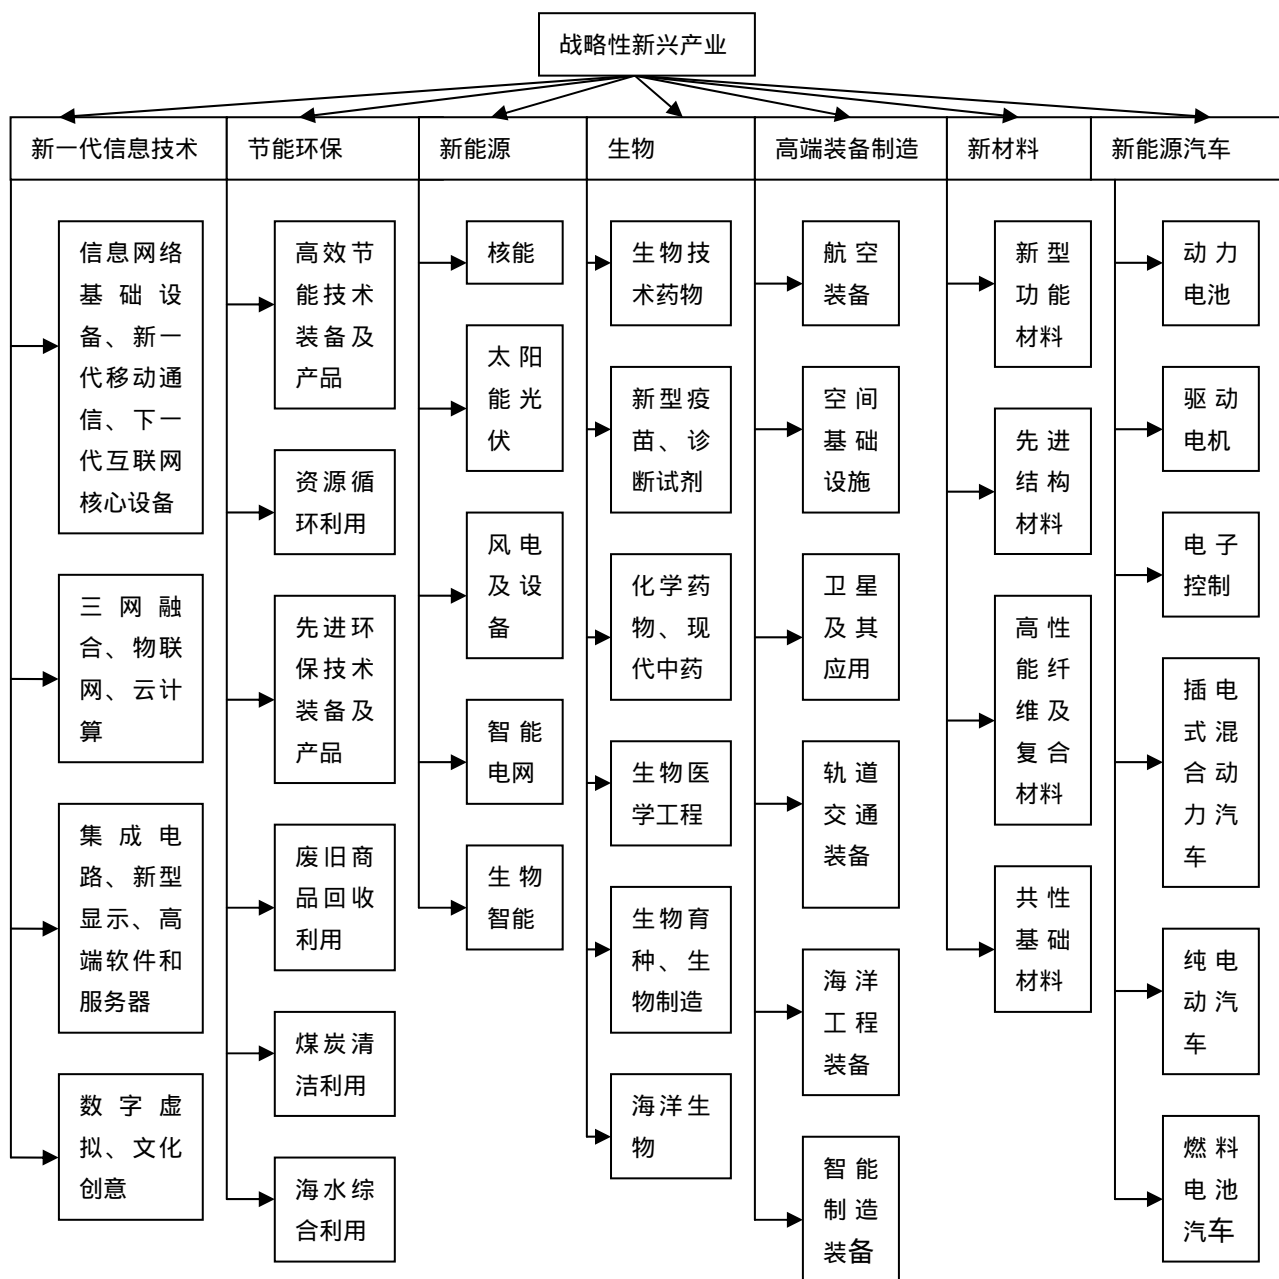 战略性新兴产业
新一代信息技术
节能环保
新能源
生物
高端装备制造
新材料
新能源汽车
信息网络
基础设
备、新一
代移动通
信、下一
代互联网
核心设备
三网融
合、物联
网、云计
算
集成电
路、新型
显示、高
端软件和
服务器
数字虚
拟、文化
创意
高效节
能技术
装备及
产品
资源循
环利用
先进环
保技术
装备及
产品
废旧商
品回收
利用
煤炭清
洁利用
海水综
合利用
核能
太阳
能光
伏
风电
及设
备
智能
电网
生物
智能
生物技
术药物
新型疫
苗、诊
断试剂
化学药
物、现
代中药
生物医
学工程
生物育
种、生
物制造
海洋生
物
航空
装备
空间
基础
设施
卫星
及其
应用
轨道
交通
装备
海洋
工程
装备
智能
制造
装备
新型
功能
材料
先进
结构
材料
高性
能纤
维及
复合
材料
共性
基础
材料
动力
电池
驱动
电机
电子
控制
插电
式混
合动
力汽
车
纯电
动汽
车
燃料
电池
汽车